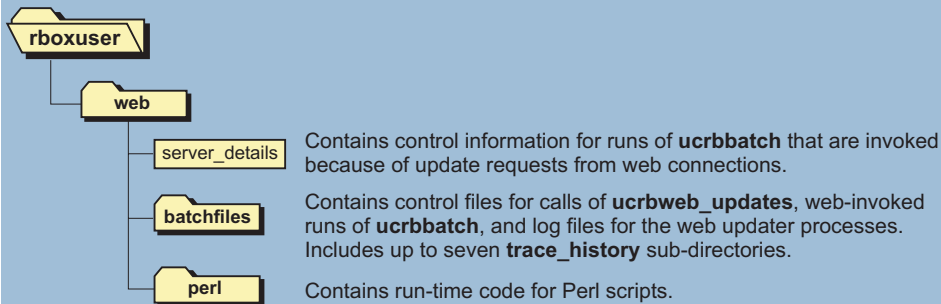 rboxuser
web
server_details
Contains control information for runs of ucrbbatch that are invoked
because of update requests from web connections.
batchfiles
Contains control files for calls of ucrbweb_updates, web-invoked
runs of ucrbbatch, and log files for the web updater processes.
Includes up to seven trace_history sub-directories.
perl
Contains run-time code for Perl scripts.